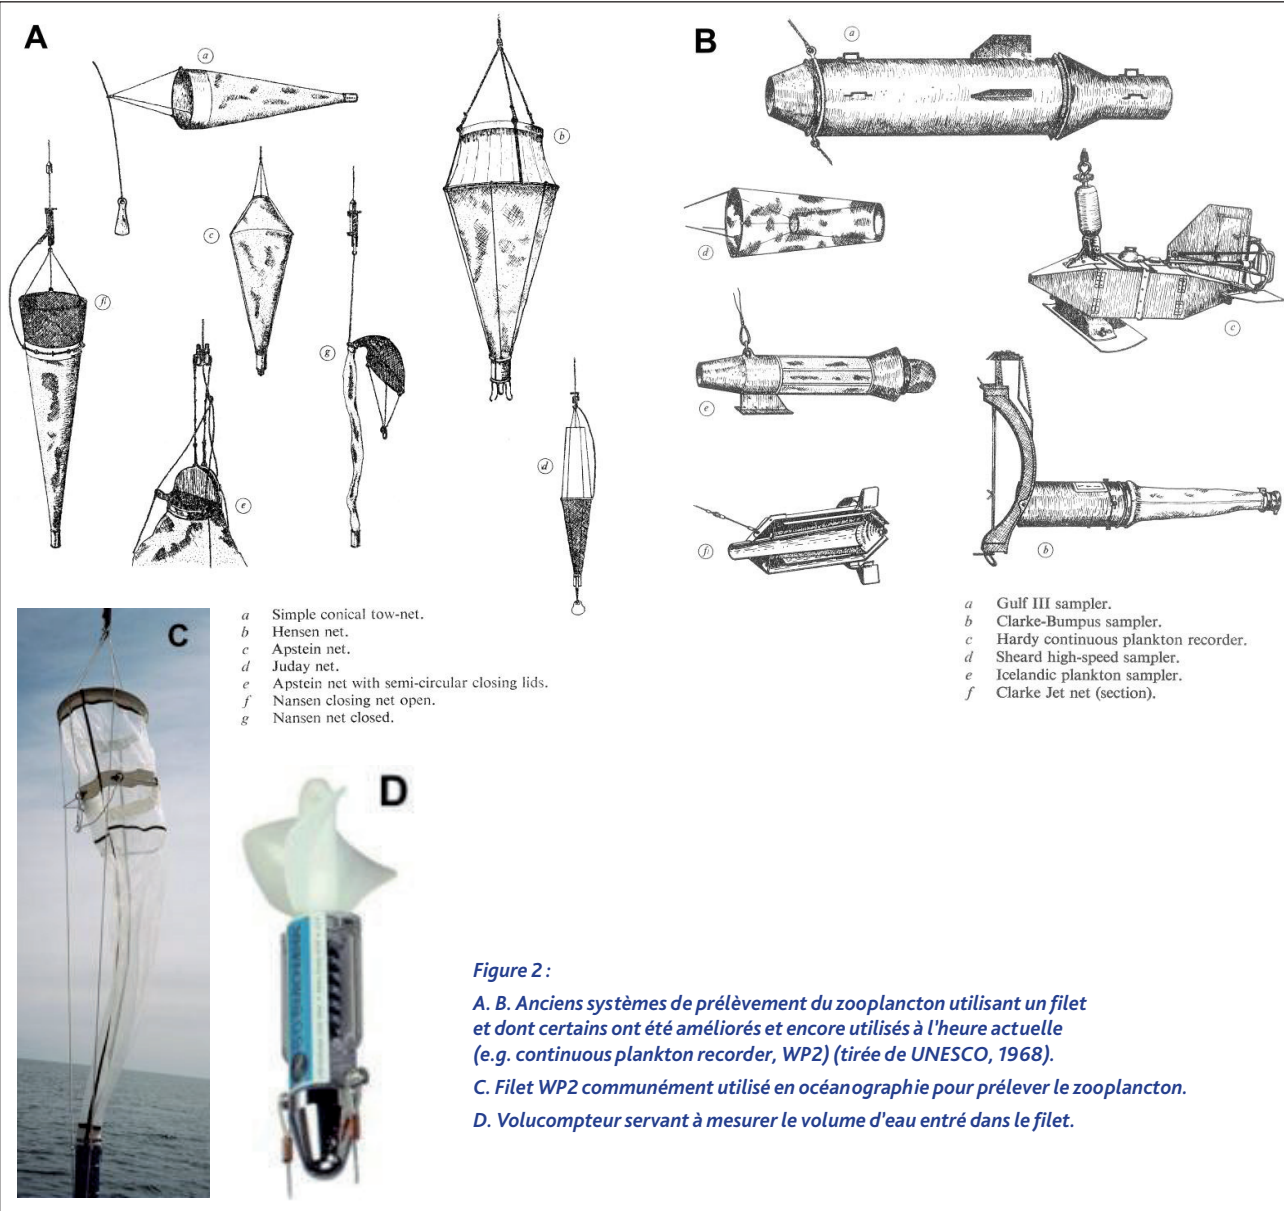 A
a
b
c
fl
g
e
d
B
a
d
c
e
f
b
C
a Simple conical tow-net.
b Hensen net.
c Apstein net.
d Juday net.
e Apstein net with semi-circular closing lids.
f Nansen closing net open.
g Nansen net closed.
a Gulf III sampler.
b Clarke-Bumpus sampler.
c Hardy continuous plankton recorder.
d Sheard high-speed sampler.
e Icelandic plankton sampler.
f Clarke Jet net (section).
D
Figure 2 :
A. B. Anciens systèmes de prélèvement du zooplancton utilisant un filet
et dont certains ont été améliorés et encore utilisés à l'heure actuelle
(e.g. continuous plankton recorder, WP2) (tirée de UNESCO, 1968).
C. Filet WP2 communément utilisé en océanographie pour prélever le zooplancton.
D. Volucompteur servant à mesurer le volume d'eau entré dans le filet.